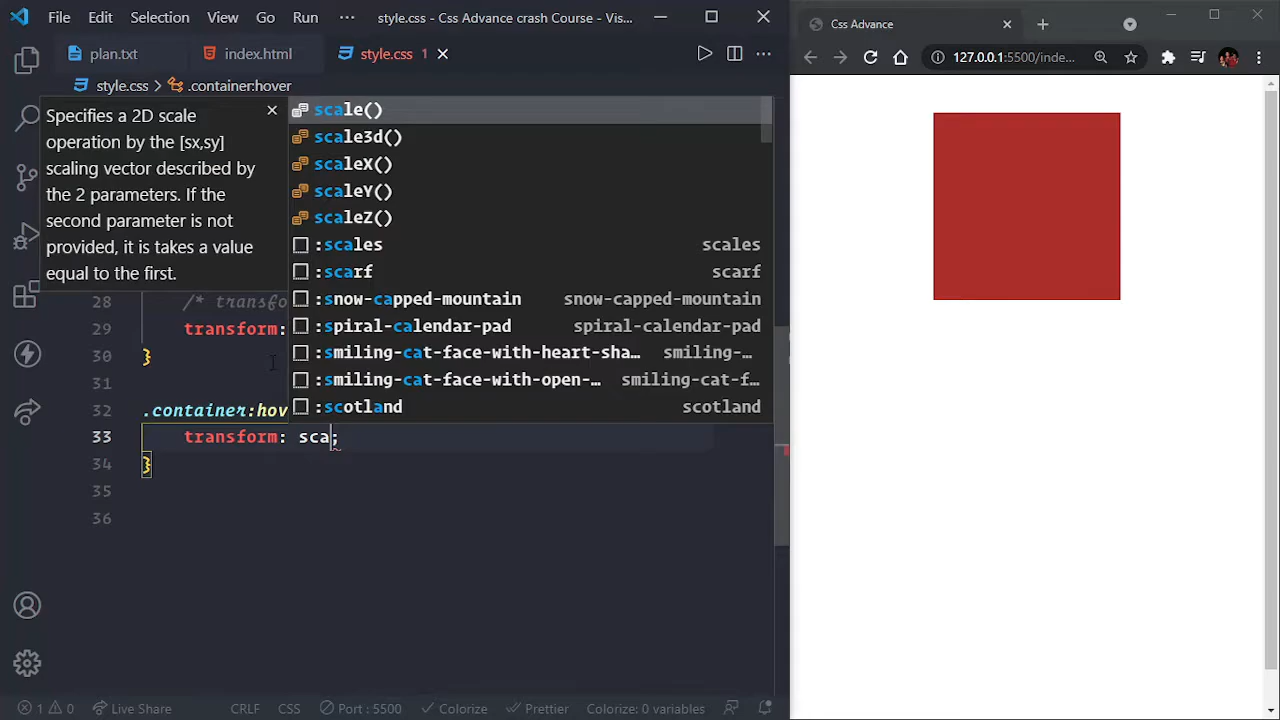 File Edit Selection View Go Run ··· style.css - Css Advance crash Course - Vis...
plan.txt index.html style.css 1
style.css > .container:hover
Specifies a 2D scale
operation by the [sx,sy]
scaling vector described by
the 2 parameters. If the
second parameter is not
provided, it is takes a value
equal to the first.
scale()
scale3d()
scaleX()
scaleY()
scaleZ()
:scales scales
:scarf scarf
:snow-capped-mountain snow-capped-mountain
:spiral-calendar-pad spiral-calendar-pad
:smiling-cat-face-with-heart-sha... smiling-...
:smiling-cat-face-with-open-... smiling-cat-f...
:scotland scotland
28 /* transfo
29 transform:
30 }
31
32 .container:hov
33 transform: sca;
34 }
35
36
1 0 Live Share CRLF CSS Port : 5500 Colorize Prettier Colorize: 0 variables
Css Advance
127.0.0.1:5500/inde...